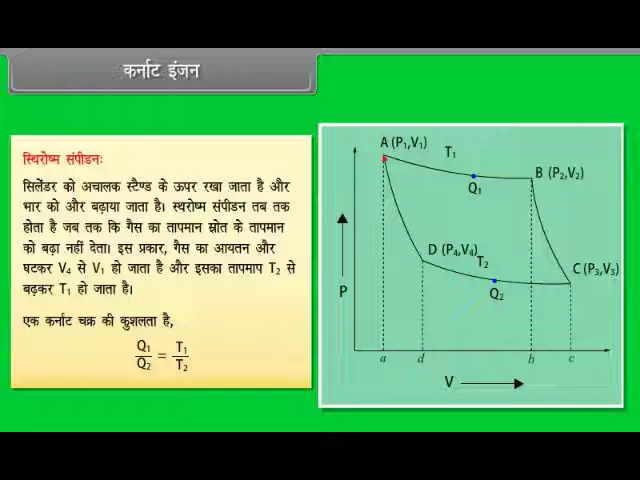 कर्नाट इंजन
स्थिरोष्म संपीडनः
सिलेंडर को अचालक स्टैण्ड के ऊपर रखा जाता है और
भार को और बढ़ाया जाता है। स्थरोष्म संपीडन तब तक
होता है जब तक कि गैस का तापमान स्रोत के तापमान
को बढ़ा नहीं देता। इस प्रकार, गैस का आयतन और
घटकर V₄ से V₁ हो जाता है और इसका तापमाप T₂ से
बढ़कर T₁ हो जाता है।
एक कर्नाट चक्र की कुशलता है,
Q₁/Q₂ = T₁/T₂
A (P₁,V₁)
T₁
B (P₂,V₂)
Q₁
D (P₄,V₄)
T₂
C (P₃,V₃)
Q₂
P
a d b c
V